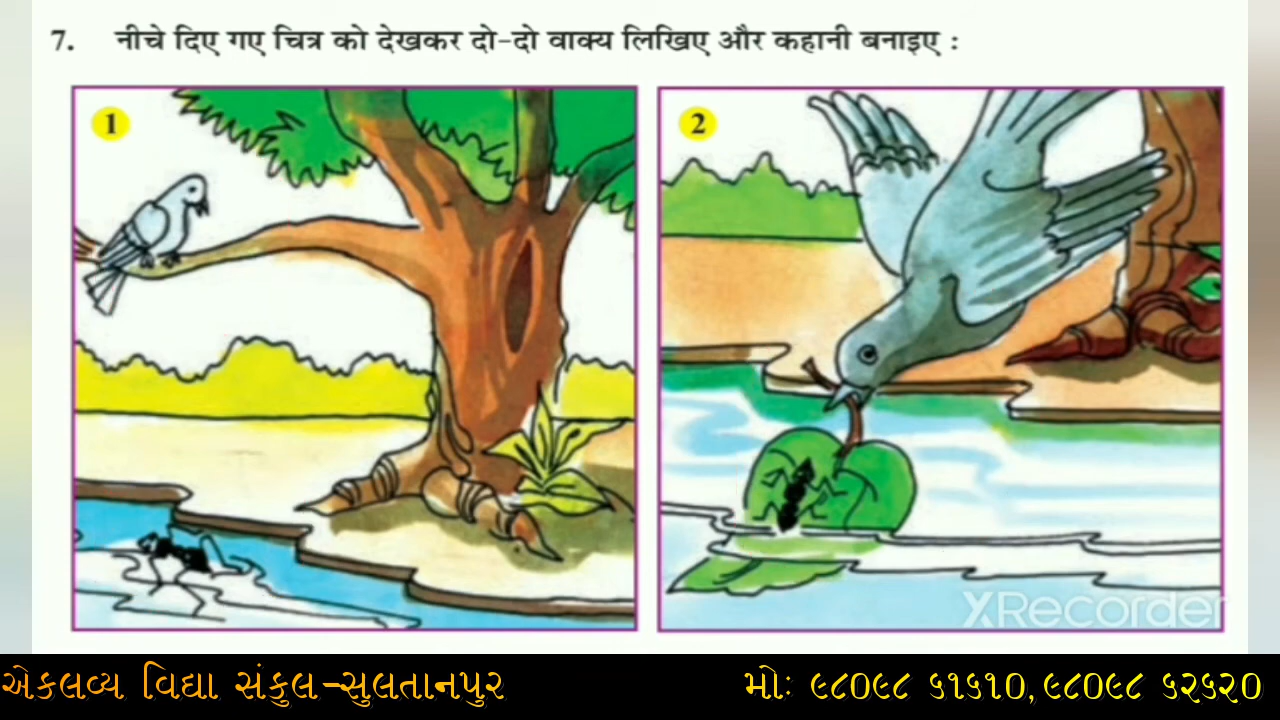 7. नीचे दिए गए चित्र को देखकर दो-दो वाक्य लिखिए और कहानी बनाइए :
1
2
XRecorder
એકલવ્ય વિદ્યા સંકુલ-સુલતાનપુર
મોઃ ૯૮૦૯૮ ૬૧૬૧૦, ૯૮૦૯૮ ૬૨૬૨૦